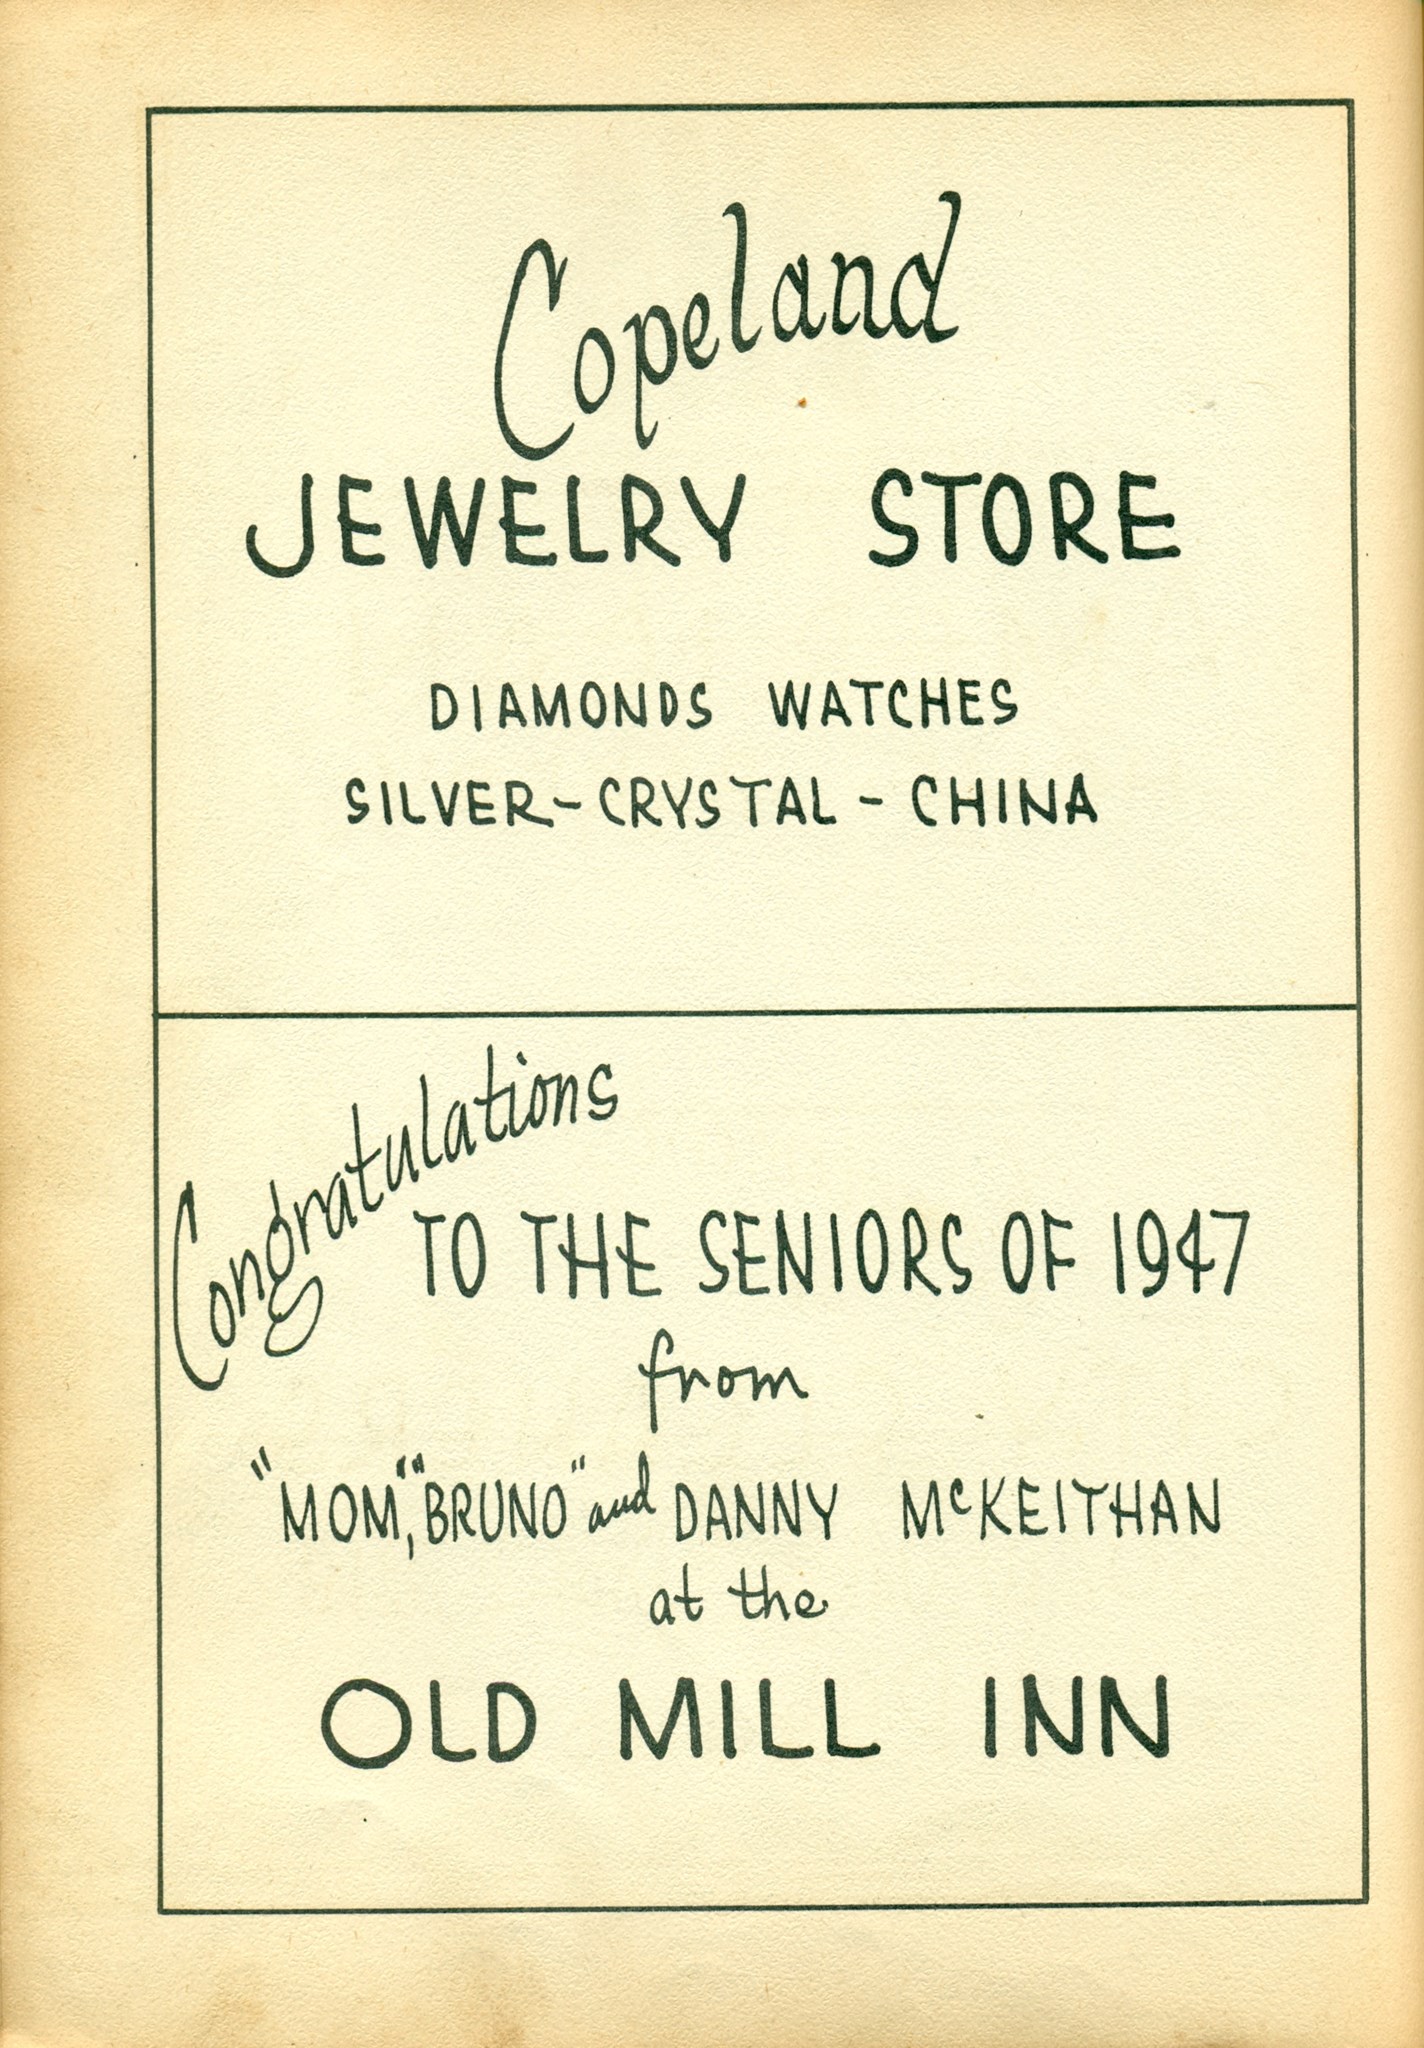 Copeland
JEWELRY STORE
DIAMONDS WATCHES
SILVER-CRYSTAL-CHINA
Congratulations
TO THE SENIORS OF 1947
from
"MOM," "BRUNO" and DANNY McKEITHAN
at the
OLD MILL INN